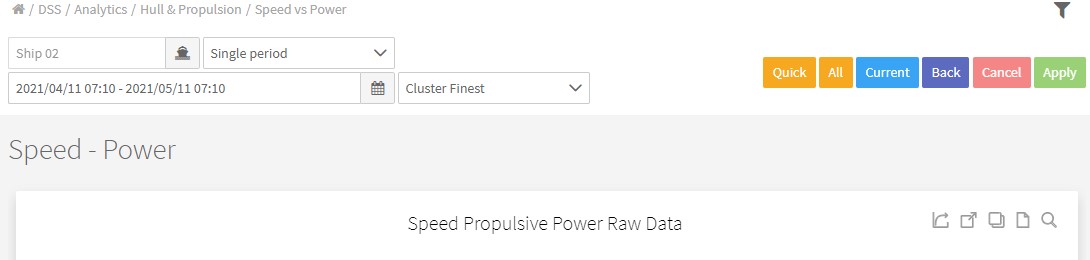 / DSS / Analytics / Hull & Propulsion / Speed vs Power
Ship 02 Single period
2021/04/11 07:10 - 2021/05/11 07:10 Cluster Finest
Quick All Current Back Cancel Apply
Speed - Power
Speed Propulsive Power Raw Data